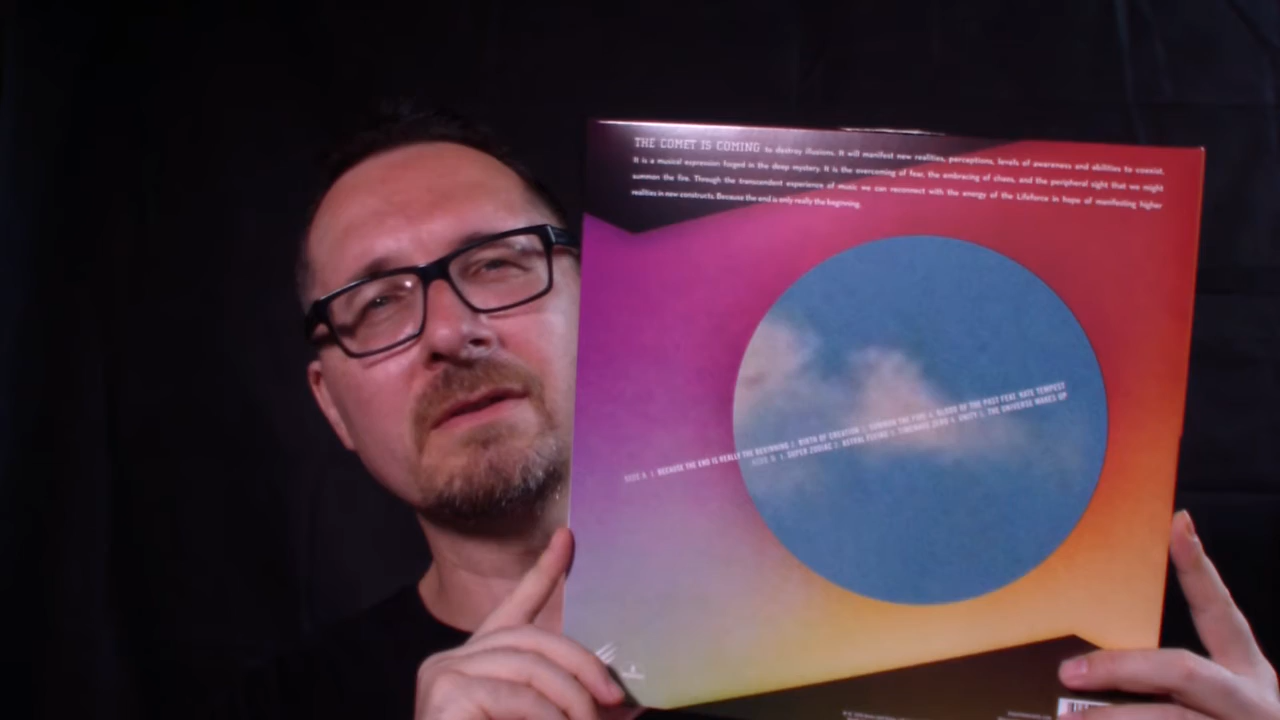 THE COMET IS COMING to destroy illusions. It will manifest new realities, perceptions, levels of awareness and abilities to coexist.
It is a musical expression forged in the deep mystery. It is the overcoming of fear, the embracing of chaos, and the peripheral sight that we might
summon the fire. Through the transcendent experience of music we can reconnect with the energy of the Lifeforce in hope of manifesting higher
realities in new constructs. Because the end is only really the beginning.
SIDE A 1. BECAUSE THE END IS REALLY THE BEGINNING 2. BIRTH OF CREATION 3. SUMMON THE FIRE 4. BLOOD OF THE PAST FEAT. KATE TEMPEST
SIDE B 1. SUPER ZODIAC 2. ASTRAL FLYING 3. TIMEWAVE ZERO 4. UNITY 5. THE UNIVERSE WAKES UP